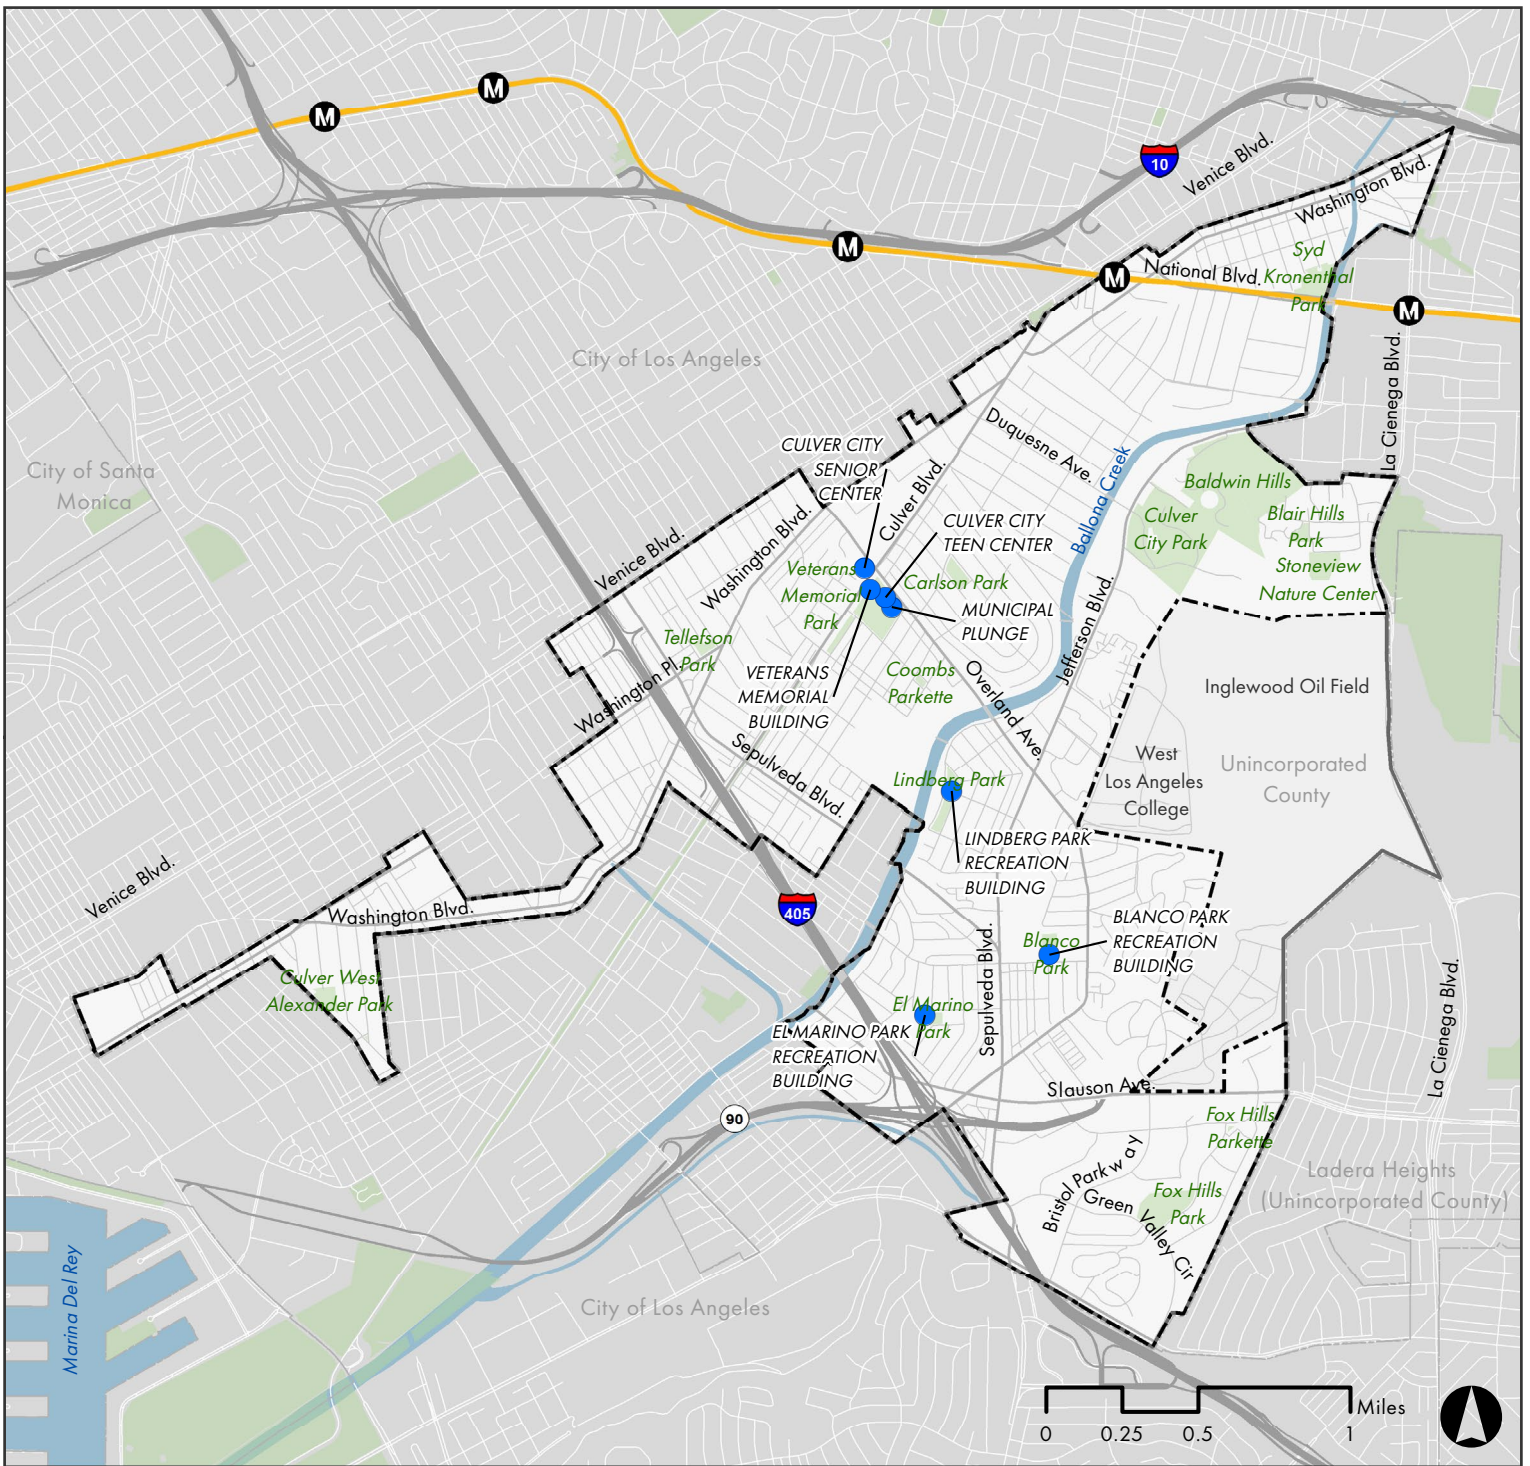 M
M
10
Venice Blvd.
Washington Blvd.
M
Syd
Kronenthal
Park
National Blvd.
M
M
City of Los Angeles
La Cienega Blvd.
Duquesne Ave.
CULVER CITY
SENIOR
CENTER
Culver Blvd.
Ballona Creek
City of Santa
Monica
Baldwin Hills
Culver
City Park
Blair Hills
Park
Stoneview
Nature Center
CULVER CITY
TEEN CENTER
Venice Blvd.
Washington Blvd.
Veterans
Memorial
Park
Carlson Park
MUNICIPAL
PLUNGE
Jefferson Blvd.
Tellefson
Park
Washington Pl.
VETERANS
MEMORIAL
BUILDING
Coombs
Parkette
Overland Ave.
Inglewood Oil Field
Sepulveda Blvd.
West
Los Angeles
College
Unincorporated
County
Lindberg Park
LINDBERG PARK
RECREATION
BUILDING
Venice Blvd.
Washington Blvd.
405
BLANCO PARK
RECREATION
BUILDING
Blanco
Park
Sepulveda Blvd.
Culver West
Alexander Park
El Marino
Park
EL MARINO PARK
RECREATION
BUILDING
La Cienega Blvd.
Slauson Ave.
90
Fox Hills
Parkette
Bristol Parkway
Green Valley Cir
Fox Hills
Park
Ladera Heights
(Unincorporated County)
Marina Del Rey
City of Los Angeles
Miles
0 0.25 0.5 1